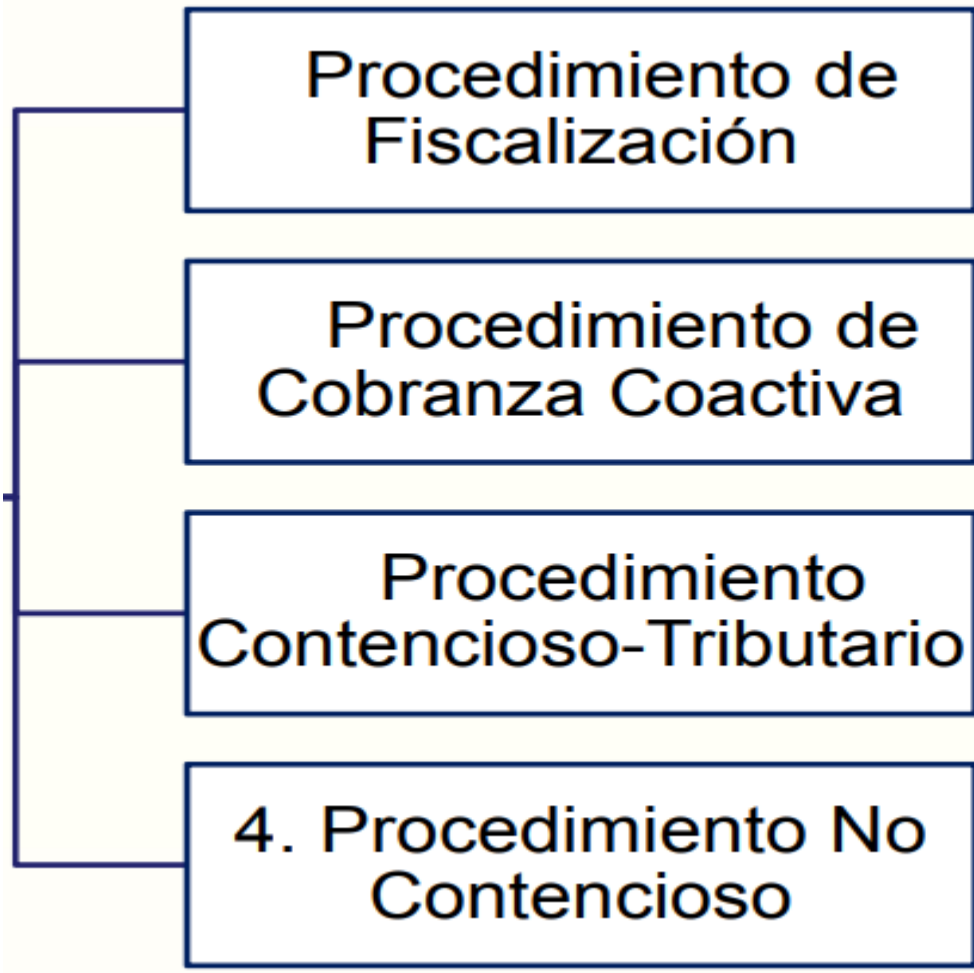 Procedimiento de
Fiscalización
Procedimiento de
Cobranza Coactiva
Procedimiento
Contencioso-Tributario
4. Procedimiento No
Contencioso